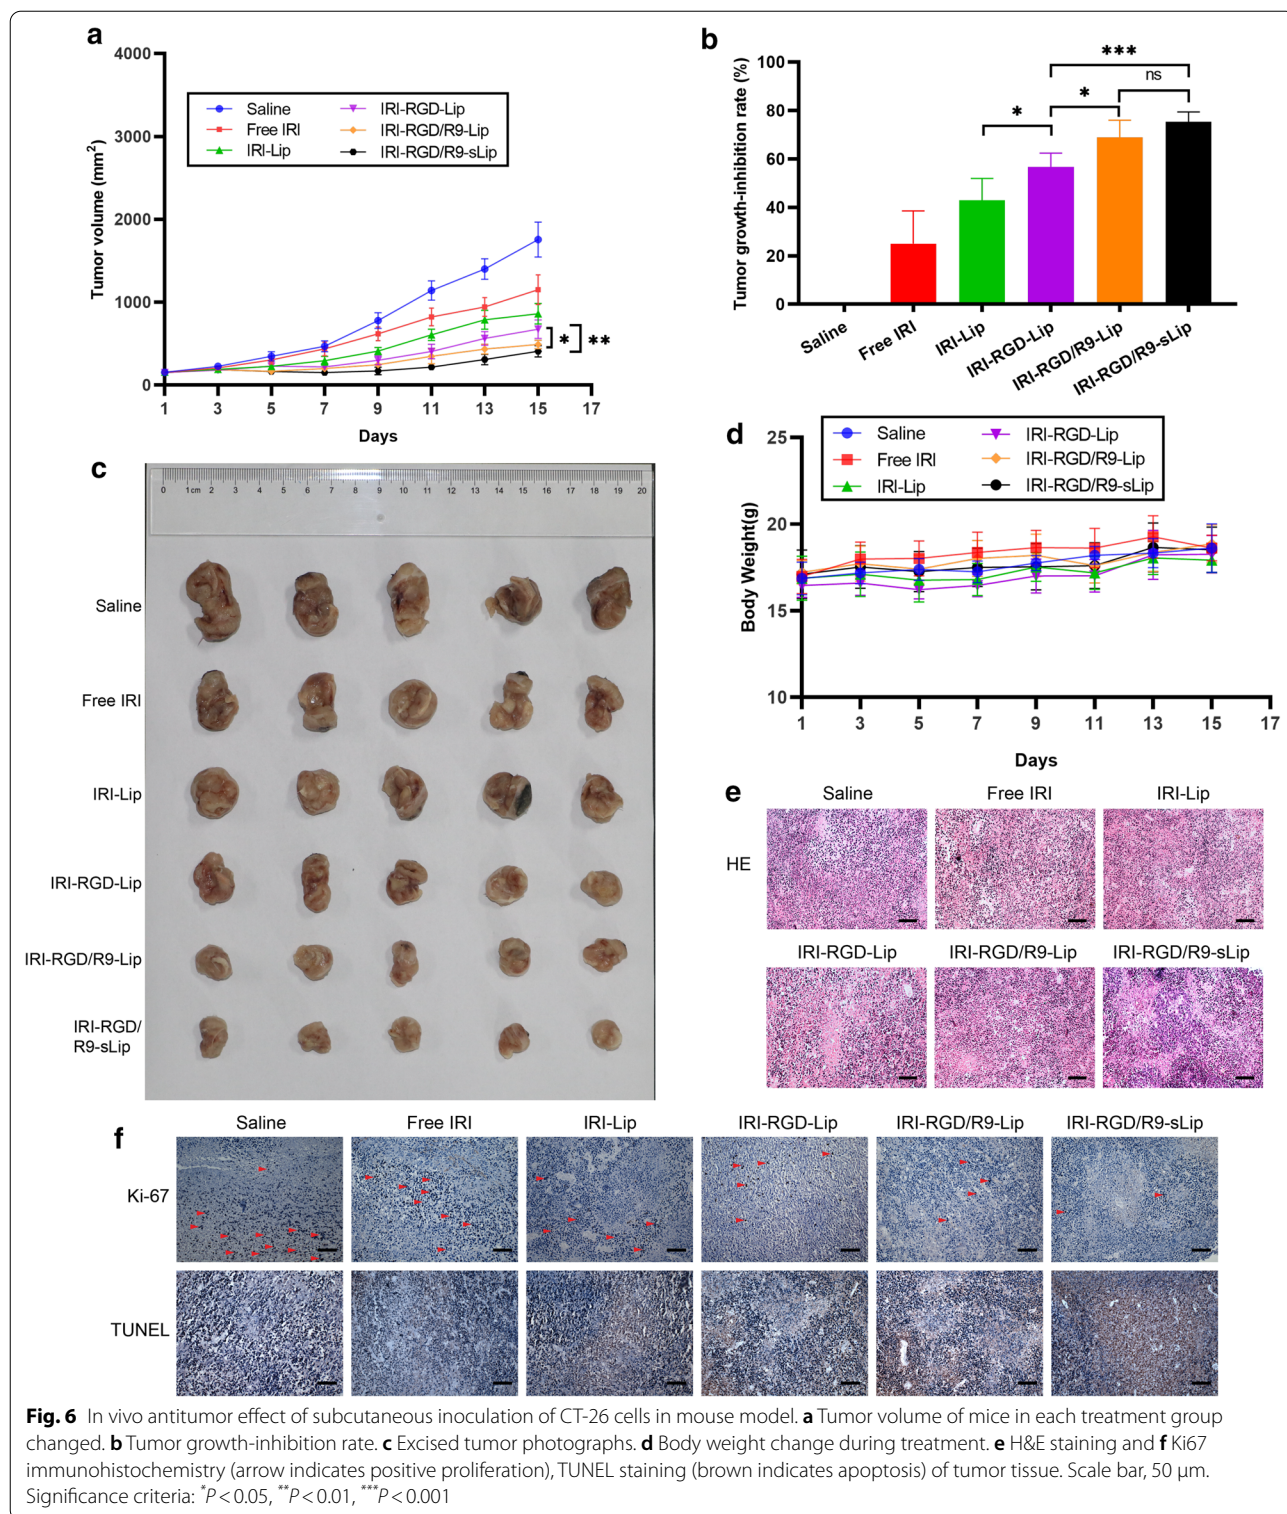 a
4000
3000
2000
1000
0
Tumor volume (mm2)
Saline
Free IRI
IRI-Lip
IRI-RGD-Lip
IRI-RGD/R9-Lip
IRI-RGD/R9-sLip
*
**
1 3 5 7 9 11 13 15 17
Days
b
100
80
60
40
20
0
Tumor growth-inhibition rate (%)
***
ns
*
*
Saline
Free IRI
IRI-Lip
IRI-RGD-Lip
IRI-RGD/R9-Lip
IRI-RGD/R9-sLip
c
0 1cm 2 3 4 5 6 7 8 9 10 11 12 13 14 15 16 17 18 19 20
Saline
Free IRI
IRI-Lip
IRI-RGD-Lip
IRI-RGD/R9-Lip
IRI-RGD/
R9-sLip
d
25
20
15
10
Body Weight(g)
Saline
Free IRI
IRI-Lip
IRI-RGD-Lip
IRI-RGD/R9-Lip
IRI-RGD/R9-sLip
1 3 5 7 9 11 13 15 17
Days
e
Saline Free IRI IRI-Lip
HE
IRI-RGD-Lip IRI-RGD/R9-Lip IRI-RGD/R9-sLip
f
Saline Free IRI IRI-Lip IRI-RGD-Lip IRI-RGD/R9-Lip IRI-RGD/R9-sLip
Ki-67
TUNEL
Fig. 6 In vivo antitumor effect of subcutaneous inoculation of CT-26 cells in mouse model. a Tumor volume of mice in each treatment group
changed. b Tumor growth-inhibition rate. c Excised tumor photographs. d Body weight change during treatment. e H&E staining and f Ki67
immunohistochemistry (arrow indicates positive proliferation), TUNEL staining (brown indicates apoptosis) of tumor tissue. Scale bar, 50 μm.
Significance criteria: *P < 0.05, **P < 0.01, ***P < 0.001